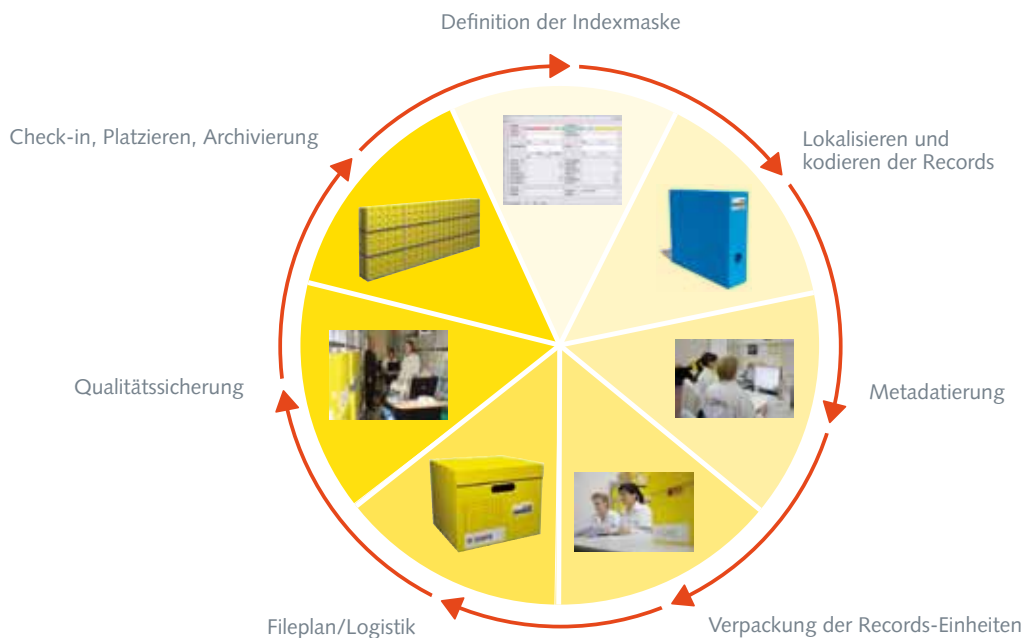 Definition der Indexmaske
Lokalisieren und
kodieren der Records
Metadatierung
Verpackung der Records-Einheiten
Fileplan/Logistik
Qualitätssicherung
Check-in, Platzieren, Archivierung